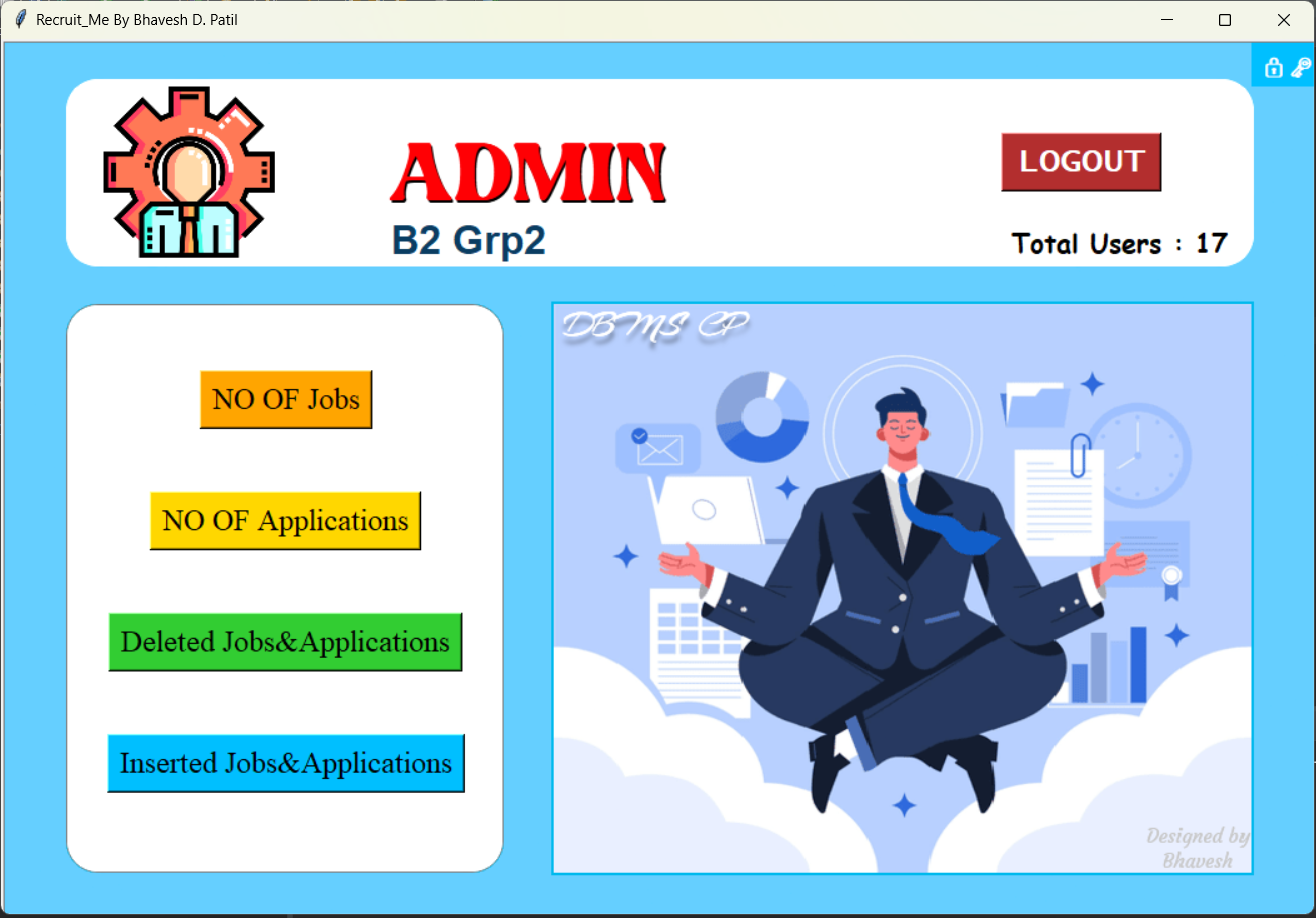 Recruit_Me By Bhavesh D. Patil
ADMIN
LOGOUT
B2 Grp2
Total Users : 17
NO OF Jobs
NO OF Applications
Deleted Jobs&Applications
Inserted Jobs&Applications
DBMS CP
Designed by
Bhavesh